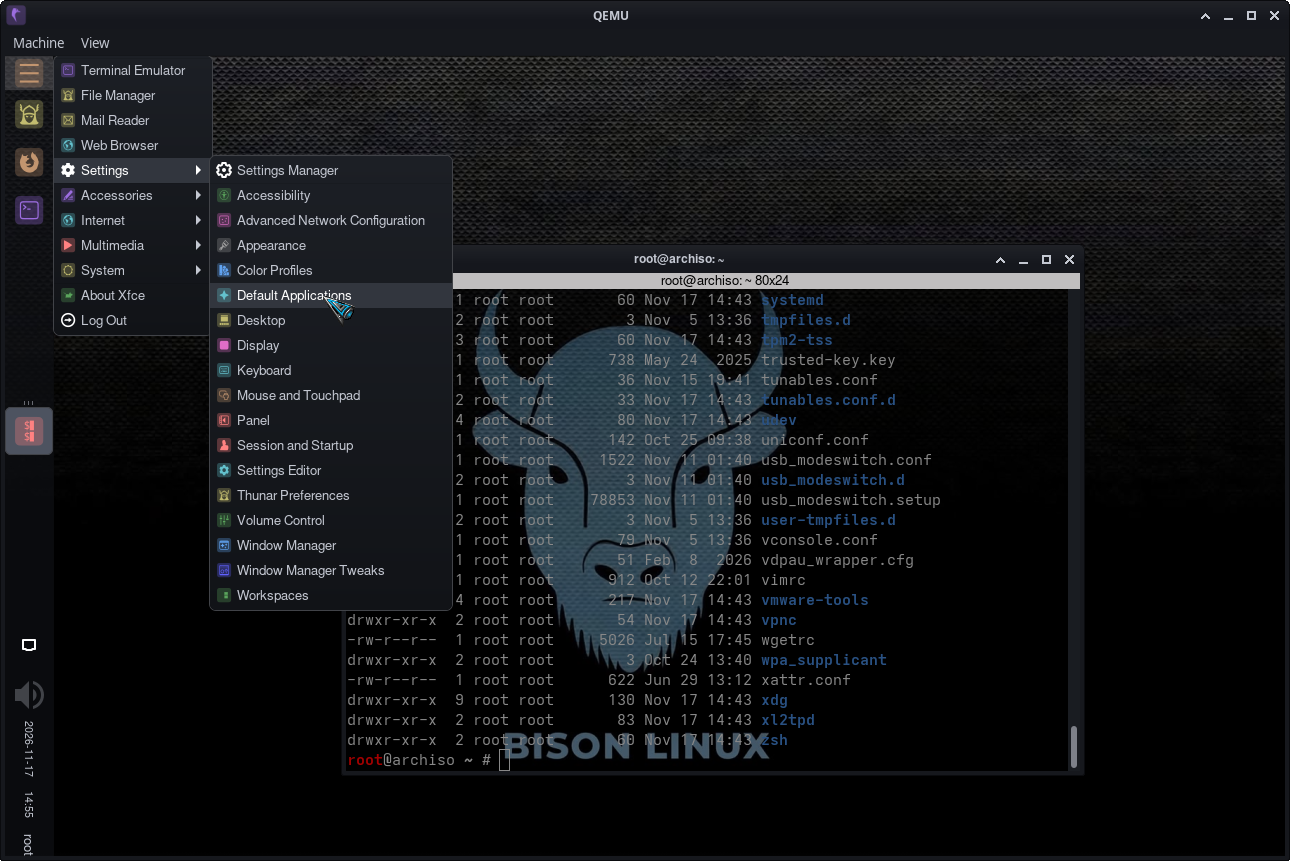 QEMU
Machine View
Terminal Emulator
File Manager
Mail Reader
Web Browser
Settings
Accessories
Internet
Multimedia
System
About Xfce
Log Out
Settings Manager
Accessibility
Advanced Network Configuration
Appearance
Color Profiles
Default Applications
Desktop
Display
Keyboard
Mouse and Touchpad
Panel
Session and Startup
Settings Editor
Thunar Preferences
Volume Control
Window Manager
Window Manager Tweaks
Workspaces
root@archiso: ~
root@archiso: ~ 80x24
1 root root 60 Nov 17 14:43 systemd
2 root root 3 Nov 5 13:36 tmpfiles.d
3 root root 60 Nov 17 14:43 tpm2-tss
1 root root 738 May 24 2025 trusted-key.key
1 root root 36 Nov 15 19:41 tunables.conf
2 root root 33 Nov 17 14:43 tunables.conf.d
4 root root 80 Nov 17 14:43 udev
1 root root 142 Oct 25 09:38 uniconf.conf
1 root root 1522 Nov 11 01:40 usb_modeswitch.conf
2 root root 3 Nov 11 01:40 usb_modeswitch.d
1 root root 78853 Nov 11 01:40 usb_modeswitch.setup
2 root root 3 Nov 5 13:36 user-tmpfiles.d
1 root root 79 Nov 5 13:36 vconsole.conf
1 root root 51 Feb 8 2026 vdpau_wrapper.cfg
1 root root 912 Oct 12 22:01 vimrc
4 root root 217 Nov 17 14:43 vmware-tools
drwxr-xr-x 2 root root 54 Nov 17 14:43 vpnc
-rw-r--r-- 1 root root 5026 Jul 15 17:45 wgetrc
drwxr-xr-x 2 root root 3 Oct 24 13:40 wpa_supplicant
-rw-r--r-- 1 root root 622 Jun 29 13:12 xattr.conf
drwxr-xr-x 9 root root 130 Nov 17 14:43 xdg
drwxr-xr-x 2 root root 83 Nov 17 14:43 xl2tpd
drwxr-xr-x 2 root root 60 Nov 17 14:43 zsh
root@archiso ~ #
BISON LINUX
2026-11-17
14:55
root